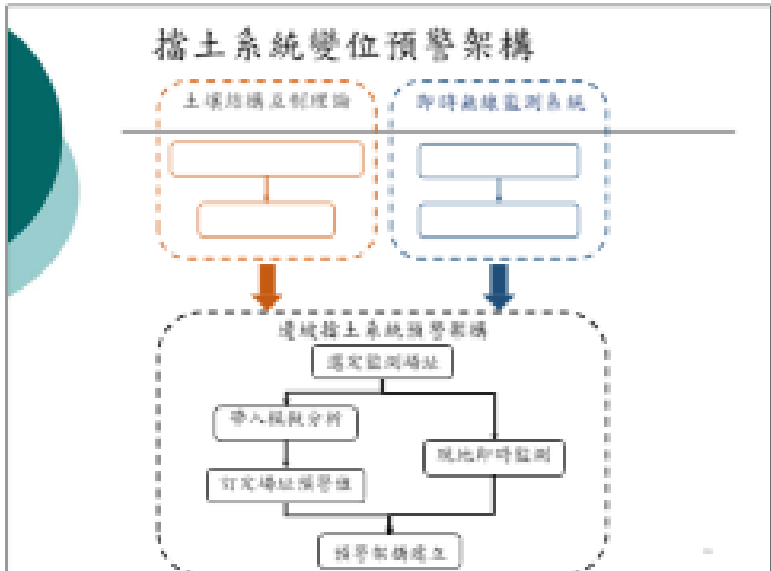 擋土系統變位預警架構
土壤結構互制理論
即時無線監測系統
邊坡擋土系統預警架構
選定監測場址
帶入模擬分析
現地即時監測
訂定場址預警值
預警架構建立